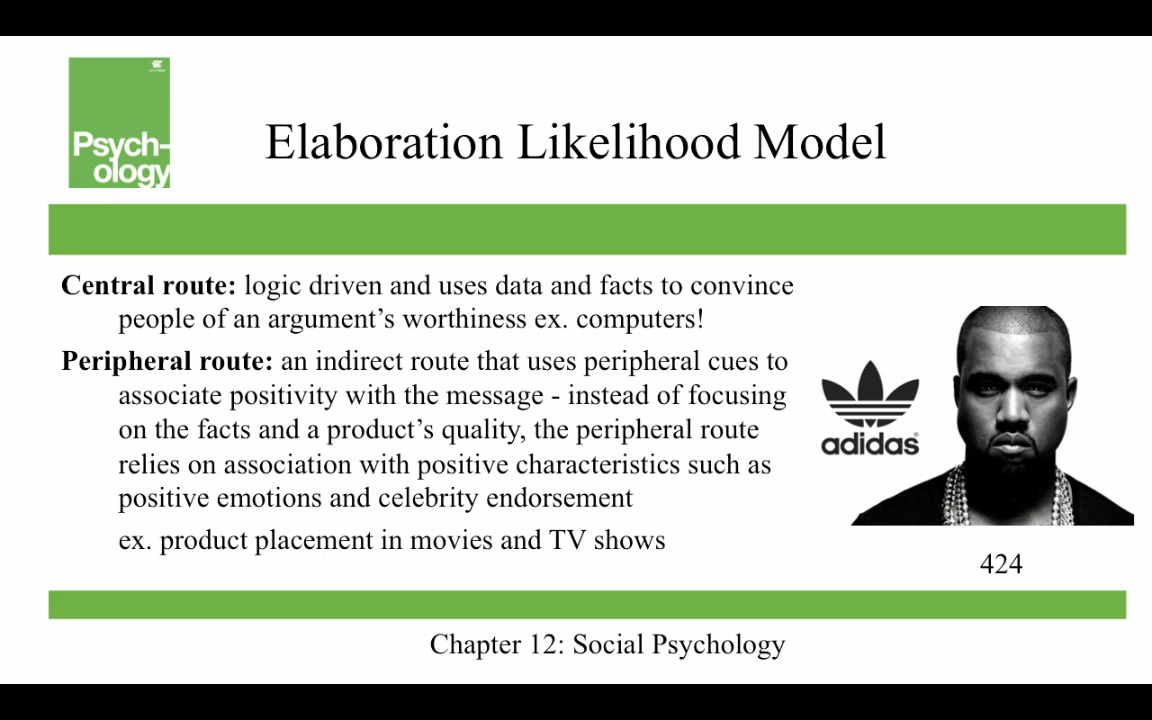 Psych-
ology
Elaboration Likelihood Model
Central route: logic driven and uses data and facts to convince
people of an argument’s worthiness ex. computers!
Peripheral route: an indirect route that uses peripheral cues to
associate positivity with the message - instead of focusing
on the facts and a product’s quality, the peripheral route
relies on association with positive characteristics such as
positive emotions and celebrity endorsement
ex. product placement in movies and TV shows
adidas
424
Chapter 12: Social Psychology